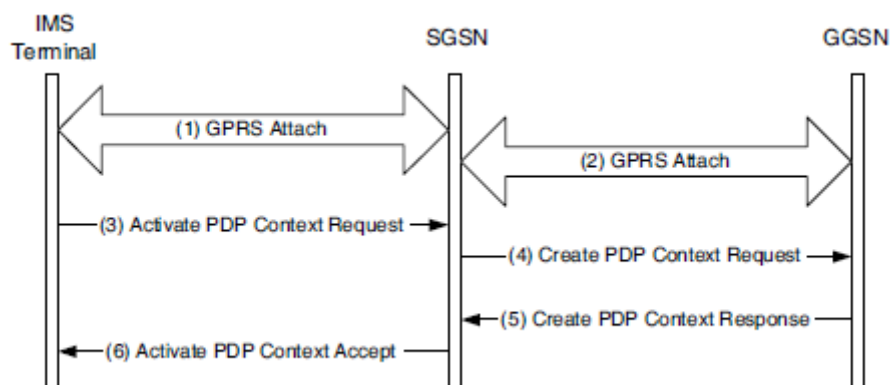 IMS
Terminal
SGSN
GGSN
(1) GPRS Attach
(2) GPRS Attach
(3) Activate PDP Context Request
(4) Create PDP Context Request
(5) Create PDP Context Response
(6) Activate PDP Context Accept